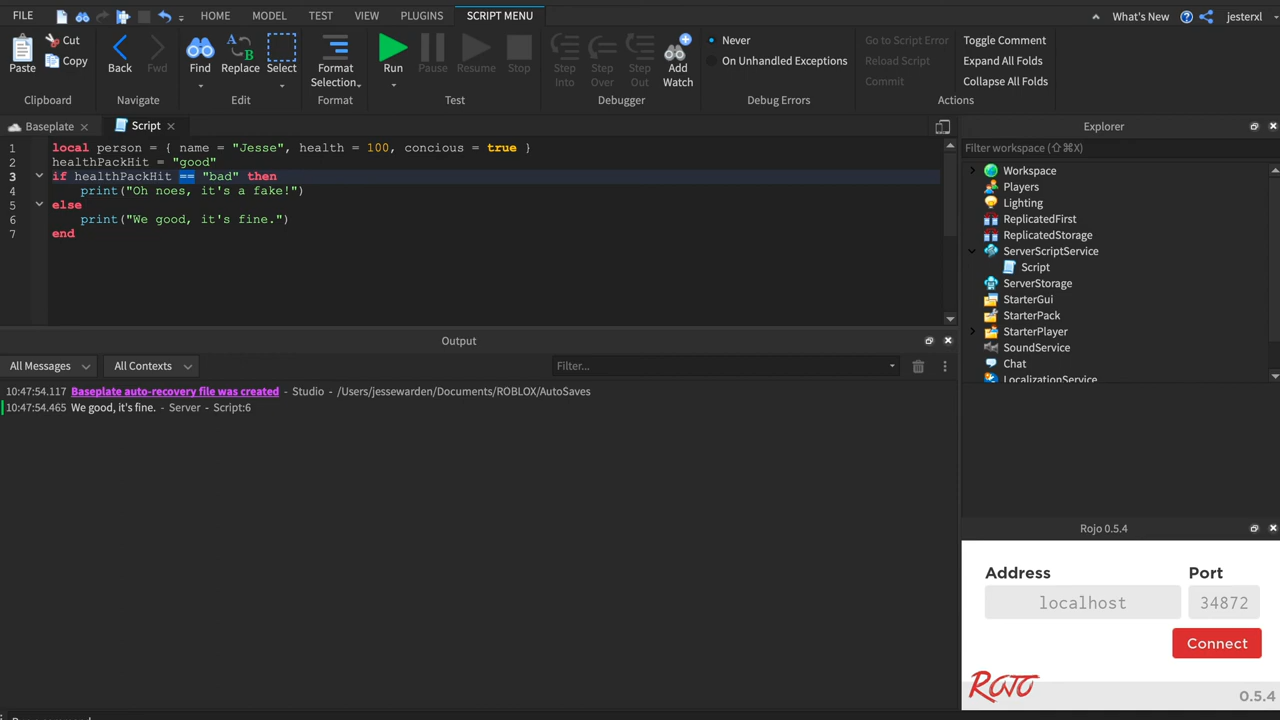 FILE HOME MODEL TEST VIEW PLUGINS SCRIPT MENU What's New jesterxl
Paste Cut Copy Back Fwd Find Replace Select Format Selection Run Pause Resume Stop Step Into Step Over Step Out Add Watch Never On Unhandled Exceptions Go to Script Error Reload Script Commit Toggle Comment Expand All Folds Collapse All Folds
Clipboard Navigate Edit Format Test Debugger Debug Errors Actions
Baseplate Script
1 local person = { name = "Jesse", health = 100, concious = true }
2 healthPackHit = "good"
3 if healthPackHit == "bad" then
4 print("Oh noes, it's a fake!")
5 else
6 print("We good, it's fine.")
7 end
Output
All Messages All Contexts Filter...
10:47:54.117 Baseplate auto-recovery file was created - Studio - /Users/jessewarden/Documents/ROBLOX/AutoSaves
10:47:54.465 We good, it's fine. - Server - Script:6
Explorer
Filter workspace (⇧⌘X)
Workspace
Players
Lighting
ReplicatedFirst
ReplicatedStorage
ServerScriptService
Script
ServerStorage
StarterGui
StarterPack
StarterPlayer
SoundService
Chat
LocalizationService
Rojo 0.5.4
Address Port
localhost 34872
Connect
ROJO 0.5.4